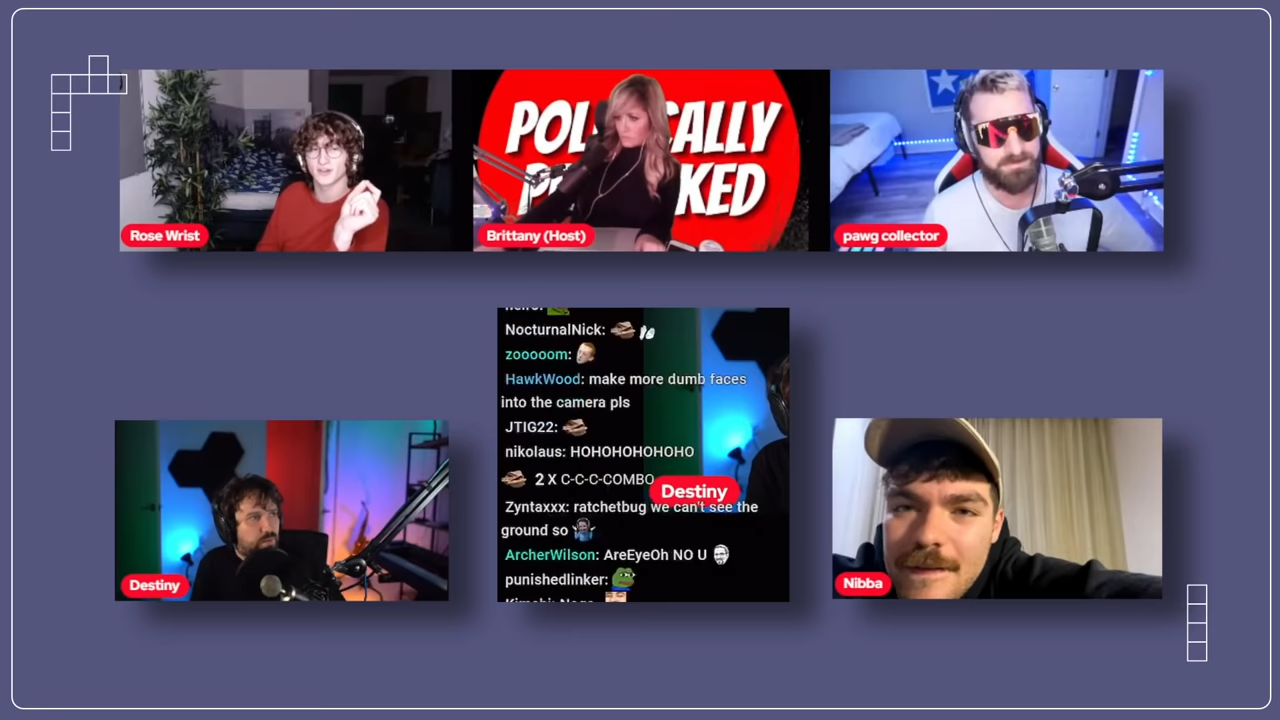 POL CALLY
P KED
Rose Wrist
Brittany (Host)
pawg collector
NocturnalNick:
zooooom:
HawkWood: make more dumb faces
into the camera pls
JTIG22:
nikolaus: HOHOHOHOHOHO
2 X C-C-C-COMBO
Destiny
Zyntaxxx: ratchetbug we can't see the
ground so
ArcherWilson: AreEyeOh NO U
punishedlinker:
Destiny
Nibba